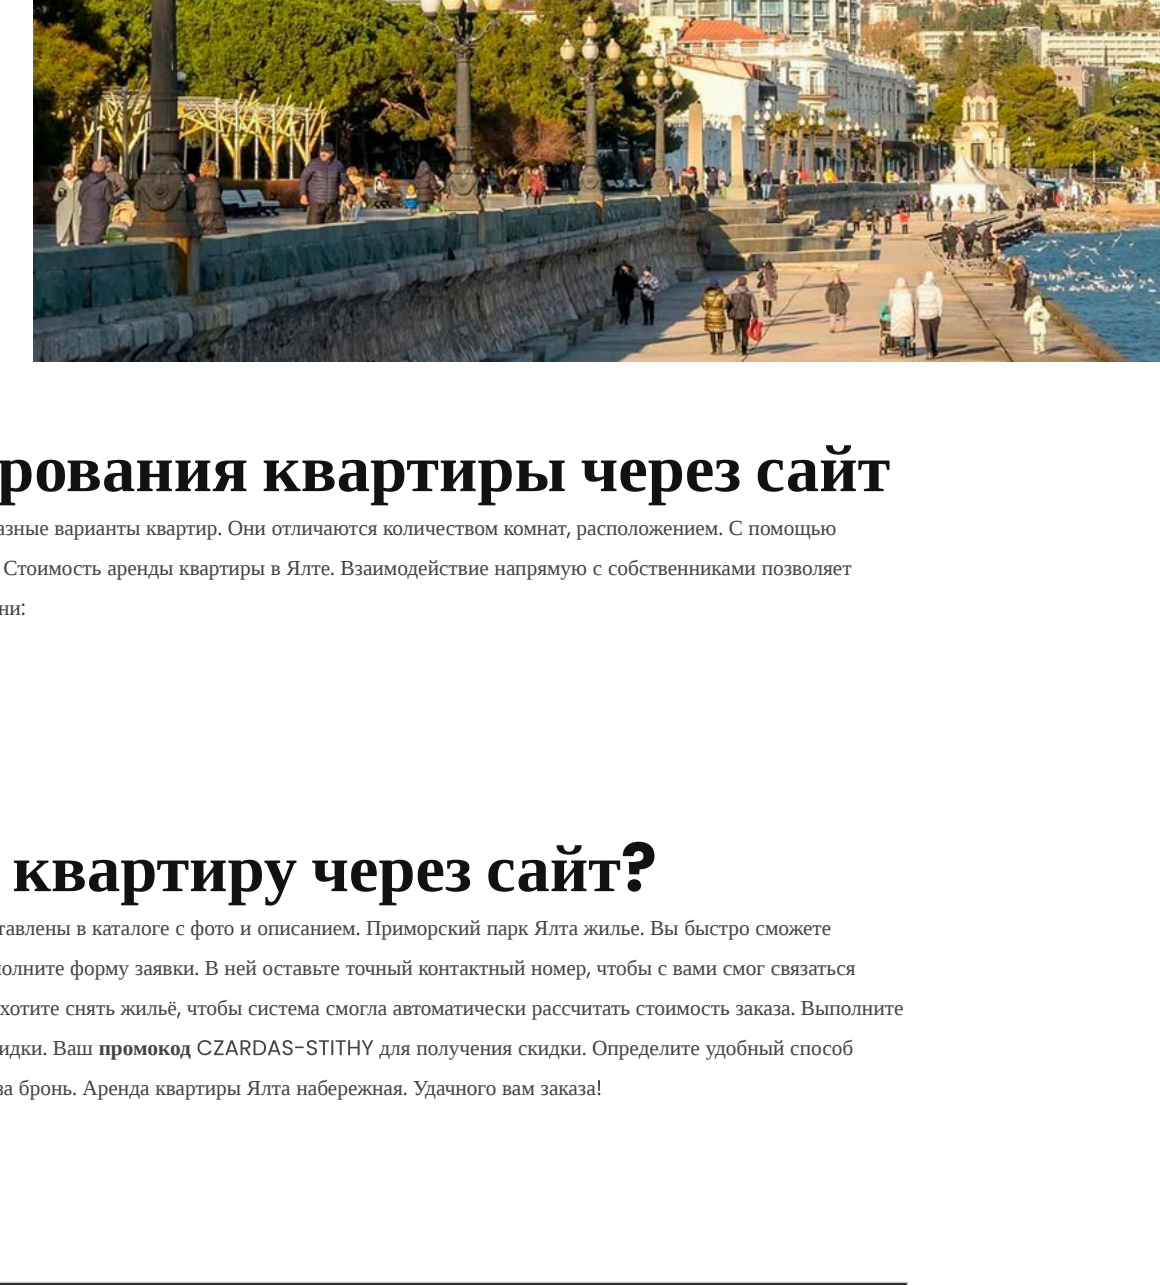 рования квартиры через сайт
азные варианты квартир. Они отличаются количеством комнат, расположением. С помощью
Стоимость аренды квартиры в Ялте. Взаимодействие напрямую с собственниками позволяет
ни:
квартиру через сайт?
тавлены в каталоге с фото и описанием. Приморский парк Ялта жилье. Вы быстро сможете
полните форму заявки. В ней оставьте точный контактный номер, чтобы с вами смог связаться
хотите снять жильё, чтобы система смогла автоматически рассчитать стоимость заказа. Выполните
идки. Ваш промокод CZARDAS-STITHY для получения скидки. Определите удобный способ
за бронь. Аренда квартиры Ялта набережная. Удачного вам заказа!